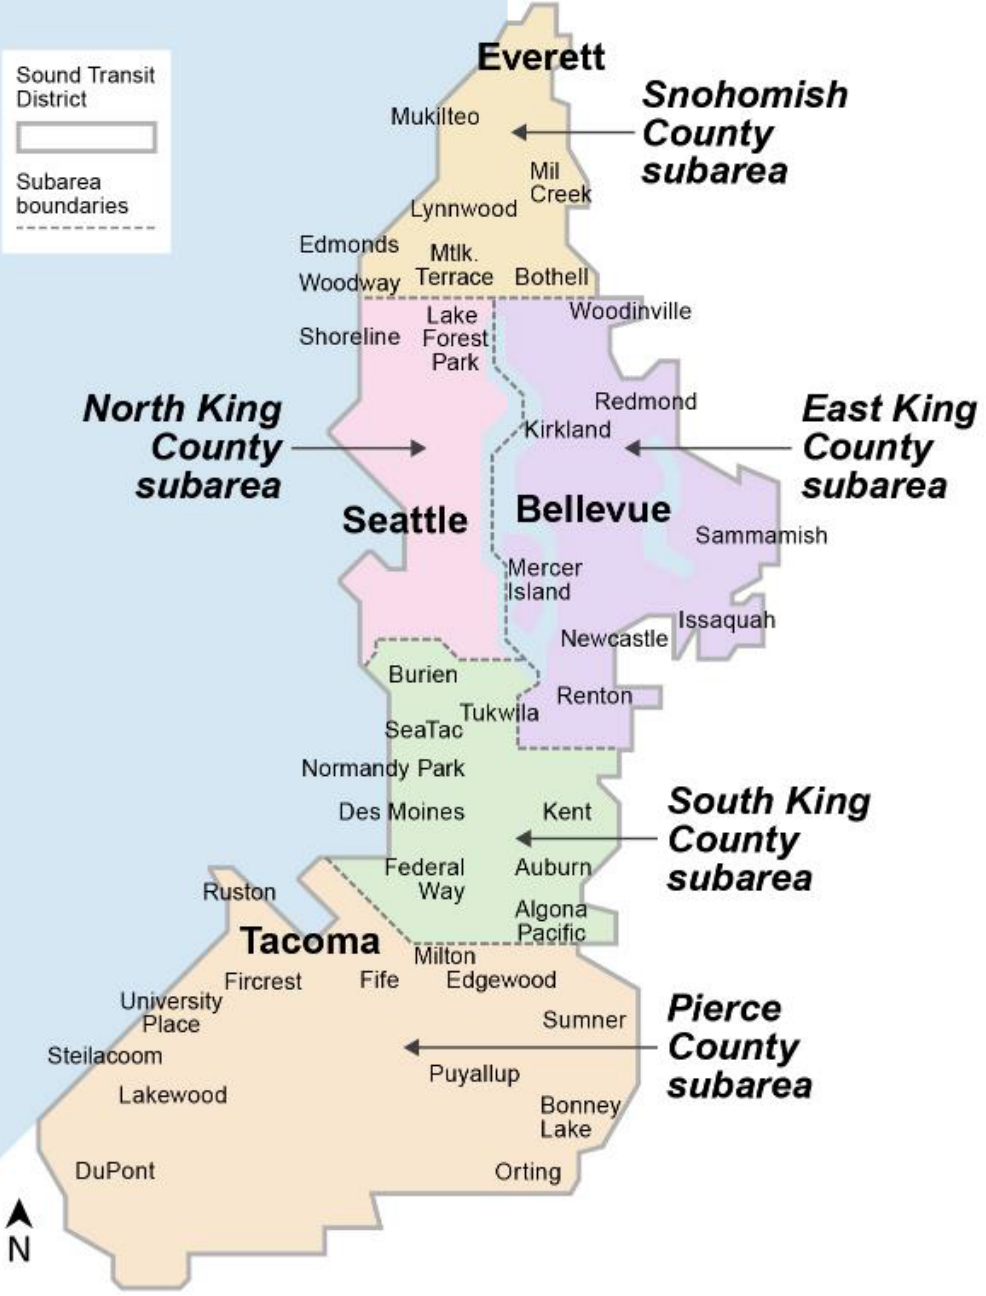 Everett
Sound Transit
District
Subarea
boundaries
Snohomish
County
subarea
Mukilteo
Mil
Creek
Lynnwood
Edmonds
Mtlk.
Terrace
Bothell
Woodway
Woodinville
Shoreline
Lake
Forest
Park
North King
County
subarea
Redmond
Kirkland
East King
County
subarea
Seattle
Bellevue
Sammamish
Mercer
Island
Issaquah
Newcastle
Burien
Renton
Tukwila
SeaTac
Normandy Park
Des Moines
Kent
South King
County
subarea
Federal
Way
Auburn
Ruston
Algona
Pacific
Tacoma
Milton
Fircrest
Fife
Edgewood
University
Place
Sumner
Pierce
County
subarea
Steilacoom
Puyallup
Lakewood
Bonney
Lake
DuPont
Orting
N